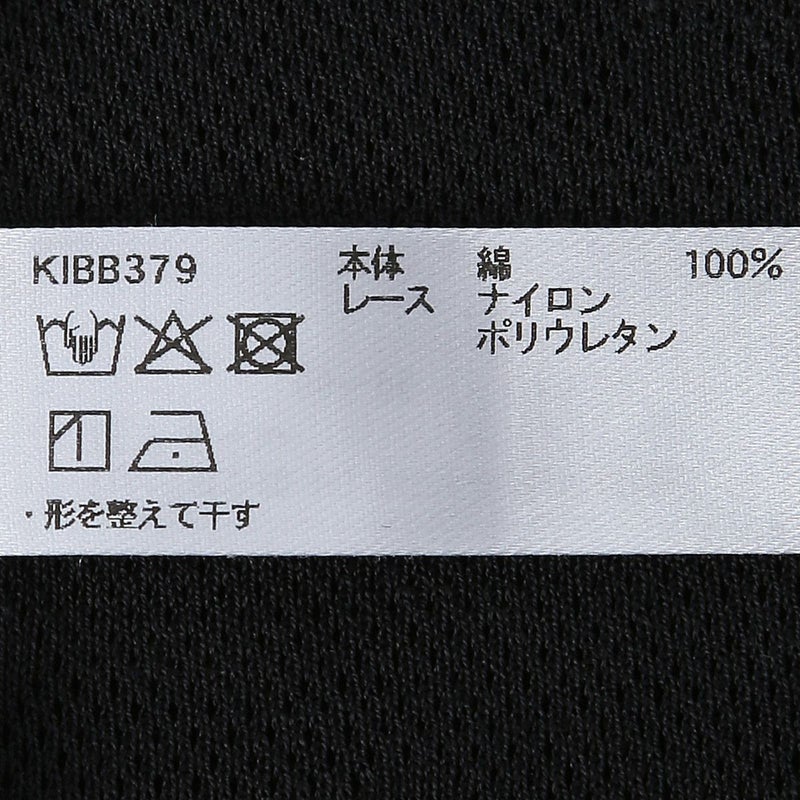 KIBB379 本体 綿 100%
レース ナイロン
ポリウレタン
・形を整えて干す